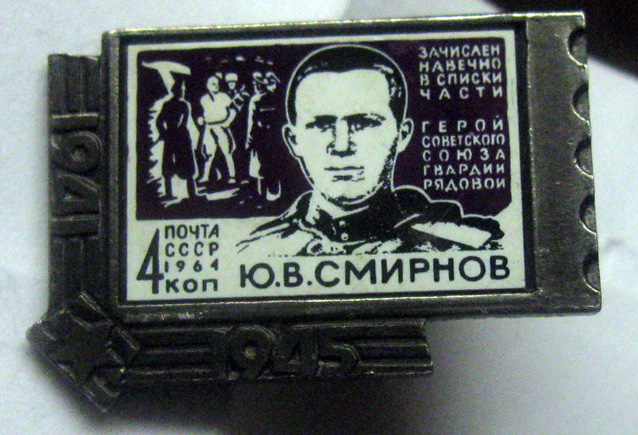 ЗАЧИСЛЕН
НАВЕЧНО
В СПИСКИ
ЧАСТИ
ГЕРОЙ
СОВЕТСКОГО
СОЮЗА
ГВАРДИИ
РЯДОВОЙ
4 КОП
ПОЧТА
СССР
1964
Ю.В.СМИРНОВ
1941
1945